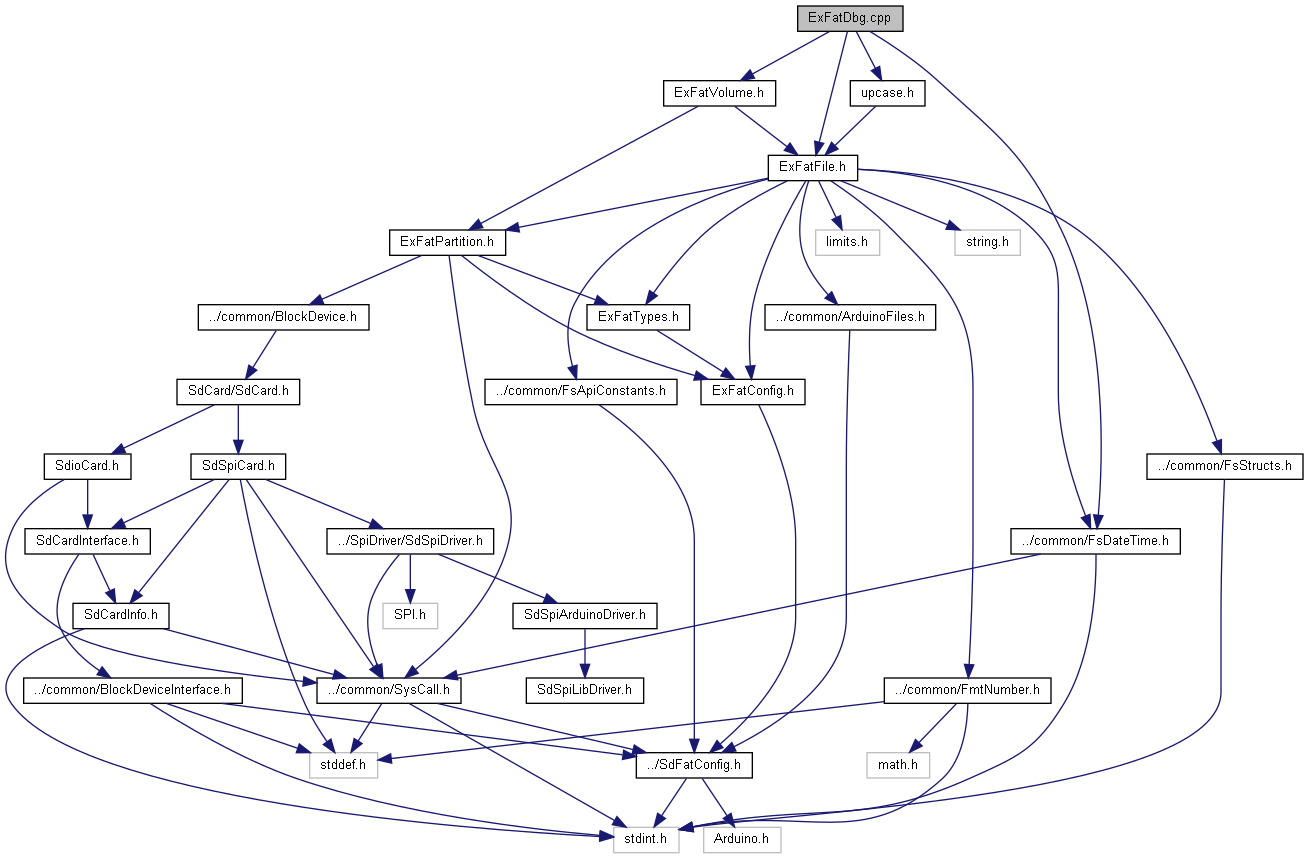 ExFatDbg.cpp
ExFatVolume.h
upcase.h
ExFatFile.h
ExFatPartition.h
limits.h
string.h
../common/BlockDevice.h
ExFatTypes.h
../common/ArduinoFiles.h
SdCard/SdCard.h
../common/FsApiConstants.h
ExFatConfig.h
SdioCard.h
SdSpiCard.h
../common/FsStructs.h
SdCardInterface.h
../SpiDriver/SdSpiDriver.h
../common/FsDateTime.h
SdCardInfo.h
SPI.h
SdSpiArduinoDriver.h
../common/BlockDeviceInterface.h
../common/SysCall.h
SdSpiLibDriver.h
../common/FmtNumber.h
stddef.h
../SdFatConfig.h
math.h
stdint.h
Arduino.h